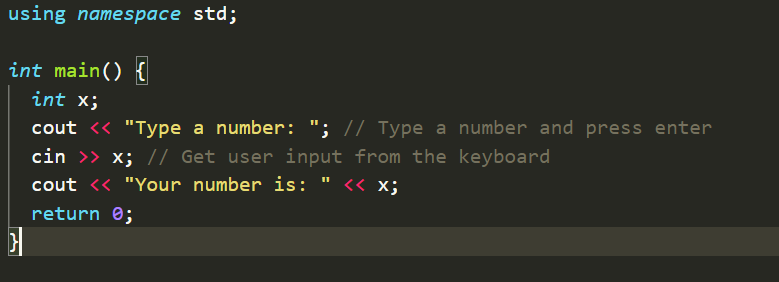 using namespace std;
int main() {
int x;
cout << "Type a number: "; // Type a number and press enter
cin >> x; // Get user input from the keyboard
cout << "Your number is: " << x;
return 0;
}